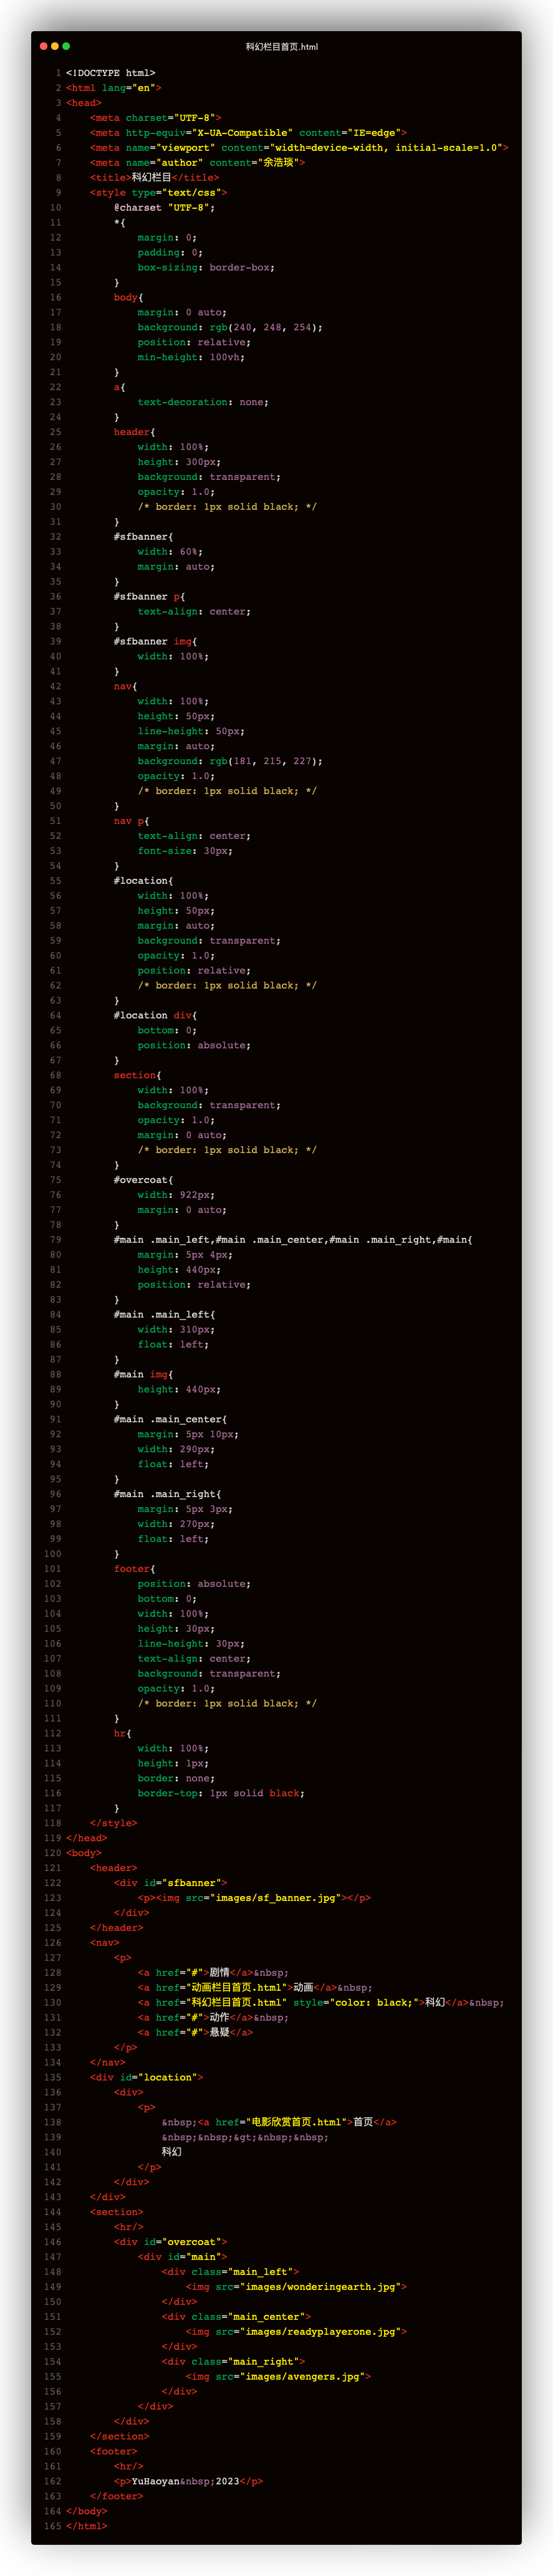 科幻栏目首页.html
1 <!DOCTYPE html>
2 <html lang="en">
3 <head>
4     <meta charset="UTF-8">
5     <meta http-equiv="X-UA-Compatible" content="IE=edge">
6     <meta name="viewport" content="width=device-width, initial-scale=1.0">
7     <meta name="author" content="余浩琰">
8     <title>科幻栏目</title>
9     <style type="text/css">
10         @charset "UTF-8";
11         *{
12             margin: 0;
13             padding: 0;
14             box-sizing: border-box;
15         }
16         body{
17             margin: 0 auto;
18             background: rgb(240, 248, 254);
19             position: relative;
20             min-height: 100vh;
21         }
22         a{
23             text-decoration: none;
24         }
25         header{
26             width: 100%;
27             height: 300px;
28             background: transparent;
29             opacity: 1.0;
30             /* border: 1px solid black; */
31         }
32         #sfbanner{
33             width: 60%;
34             margin: auto;
35         }
36         #sfbanner p{
37             text-align: center;
38         }
39         #sfbanner img{
40             width: 100%;
41         }
42         nav{
43             width: 100%;
44             height: 50px;
45             line-height: 50px;
46             margin: auto;
47             background: rgb(181, 215, 227);
48             opacity: 1.0;
49             /* border: 1px solid black; */
50         }
51         nav p{
52             text-align: center;
53             font-size: 30px;
54         }
55         #location{
56             width: 100%;
57             height: 50px;
58             margin: auto;
59             background: transparent;
60             opacity: 1.0;
61             position: relative;
62             /* border: 1px solid black; */
63         }
64         #location div{
65             bottom: 0;
66             position: absolute;
67         }
68         section{
69             width: 100%;
70             background: transparent;
71             opacity: 1.0;
72             margin: 0 auto;
73             /* border: 1px solid black; */
74         }
75         #overcoat{
76             width: 922px;
77             margin: 0 auto;
78         }
79         #main .main_left,#main .main_center,#main .main_right,#main{
80             margin: 5px 4px;
81             height: 440px;
82             position: relative;
83         }
84         #main .main_left{
85             width: 310px;
86             float: left;
87         }
88         #main img{
89             height: 440px;
90         }
91         #main .main_center{
92             margin: 5px 10px;
93             width: 290px;
94             float: left;
95         }
96         #main .main_right{
97             margin: 5px 3px;
98             width: 270px;
99             float: left;
100         }
101         footer{
102             position: absolute;
103             bottom: 0;
104             width: 100%;
105             height: 30px;
106             line-height: 30px;
107             text-align: center;
108             background: transparent;
109             opacity: 1.0;
110             /* border: 1px solid black; */
111         }
112         hr{
113             width: 100%;
114             height: 1px;
115             border: none;
116             border-top: 1px solid black;
117         }
118     </style>
119 </head>
120 <body>
121     <header>
122         <div id="sfbanner">
123             <p><img src="images/sf_banner.jpg"></p>
124         </div>
125     </header>
126     <nav>
127         <p>
128             <a href="#">剧情</a>&nbsp;
129             <a href="动画栏目首页.html">动画</a>&nbsp;
130             <a href="科幻栏目首页.html" style="color: black;">科幻</a>&nbsp;
131             <a href="#">动作</a>&nbsp;
132             <a href="#">悬疑</a>
133         </p>
134     </nav>
135     <div id="location">
136         <div>
137             <p>
138                 &nbsp;<a href="电影欣赏首页.html">首页</a>
139                 &nbsp;&nbsp;&gt;&nbsp;&nbsp;
140                 科幻
141             </p>
142         </div>
143     </div>
144     <section>
145         <hr/>
146         <div id="overcoat">
147             <div id="main">
148                 <div class="main_left">
149                     <img src="images/wonderingearth.jpg">
150                 </div>
151                 <div class="main_center">
152                     <img src="images/readyplayerone.jpg">
153                 </div>
154                 <div class="main_right">
155                     <img src="images/avengers.jpg">
156                 </div>
157             </div>
158         </div>
159     </section>
160     <footer>
161         <hr/>
162         <p>YuHaoyan&nbsp;2023</p>
163     </footer>
164 </body>
165 </html>